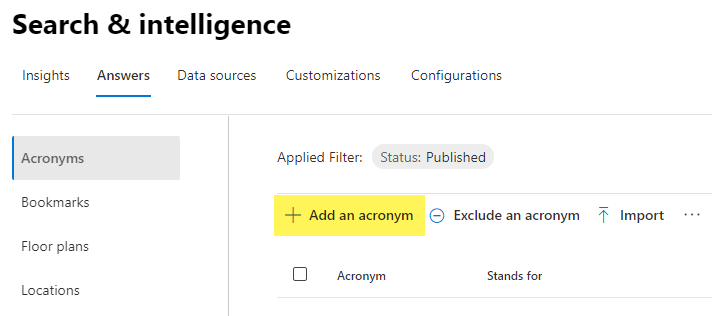 Search & intelligence
Insights Answers Data sources Customizations Configurations
Acronyms
Applied Filter: Status: Published
Bookmarks
+ Add an acronym Exclude an acronym Import ...
Floor plans
Acronym Stands for
Locations